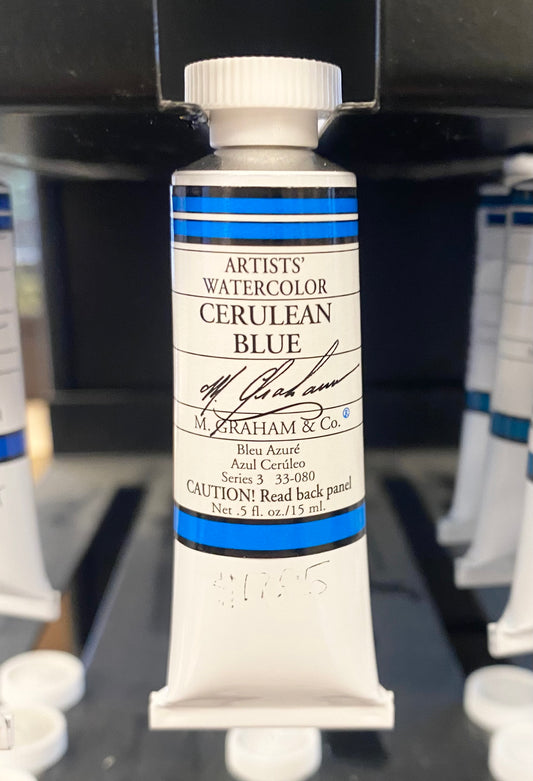 ARTISTS'
WATERCOLOR
CERULEAN
BLUE
M. Graham
M. GRAHAM & Co.®
Bleu Azuré
Azul Cerúleo
Series 3 33-080
CAUTION! Read back panel
Net .5 fl. oz./15 ml.